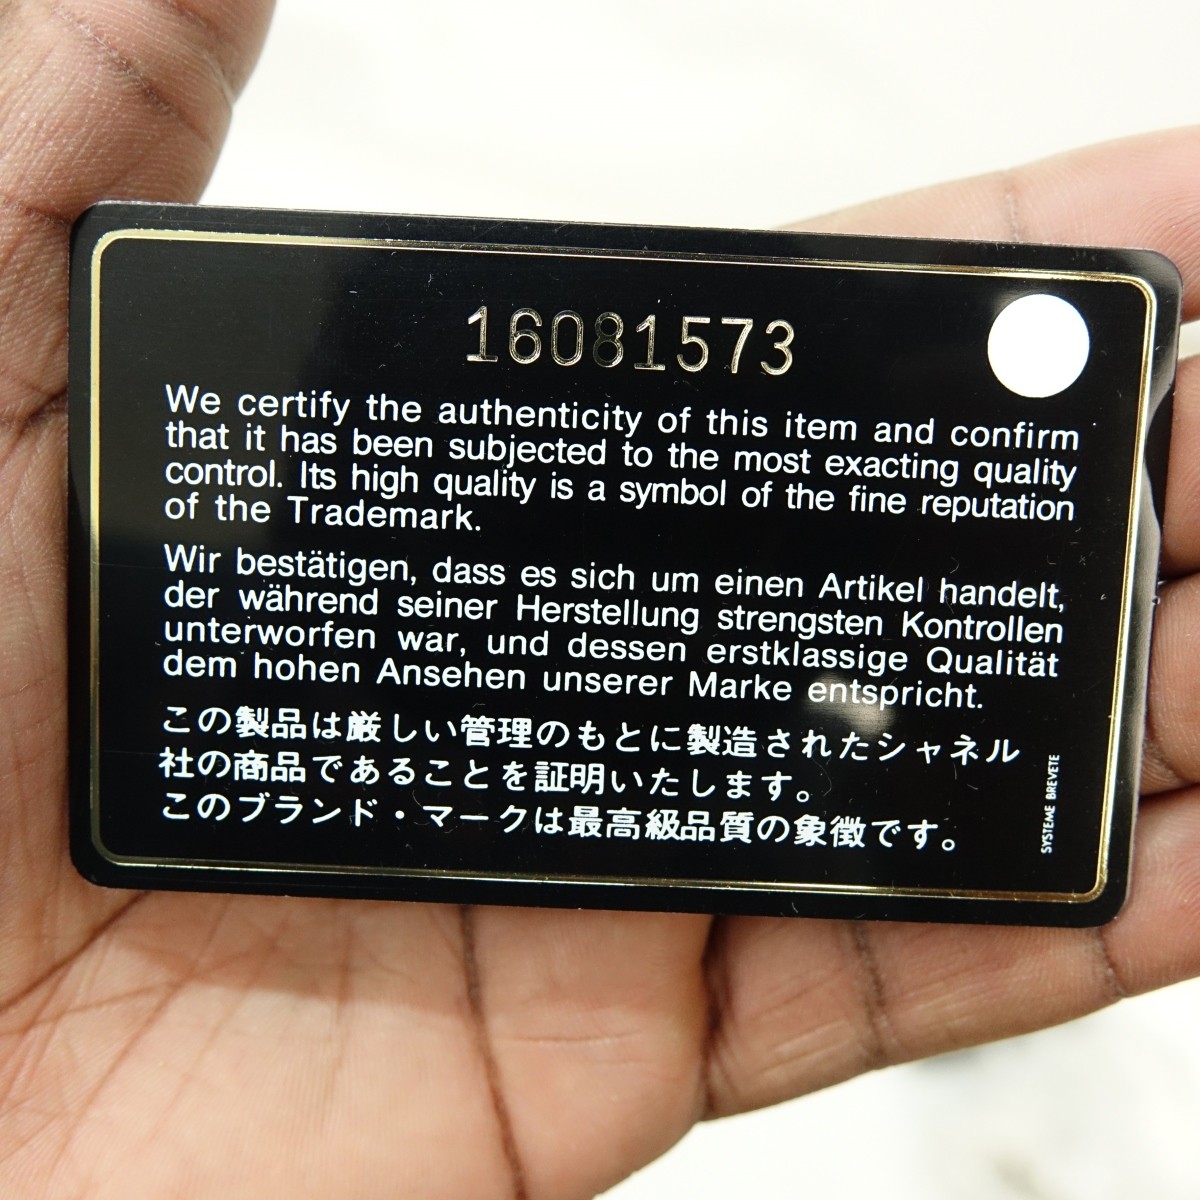 16081573
We certify the authenticity of this item and confirm
that it has been subjected to the most exacting quality
control. Its high quality is a symbol of the fine reputation
of the Trademark.
Wir bestätigen, dass es sich um einen Artikel handelt,
der während seiner Herstellung strengsten Kontrollen
unterworfen war, und dessen erstklassige Qualität
dem hohen Ansehen unserer Marke entspricht.
この製品は厳しい管理のもとに製造されたシャネル
社の商品であることを証明いたします。
このブランド・マークは最高級品質の象徴です。
SYSTEME BREVETE